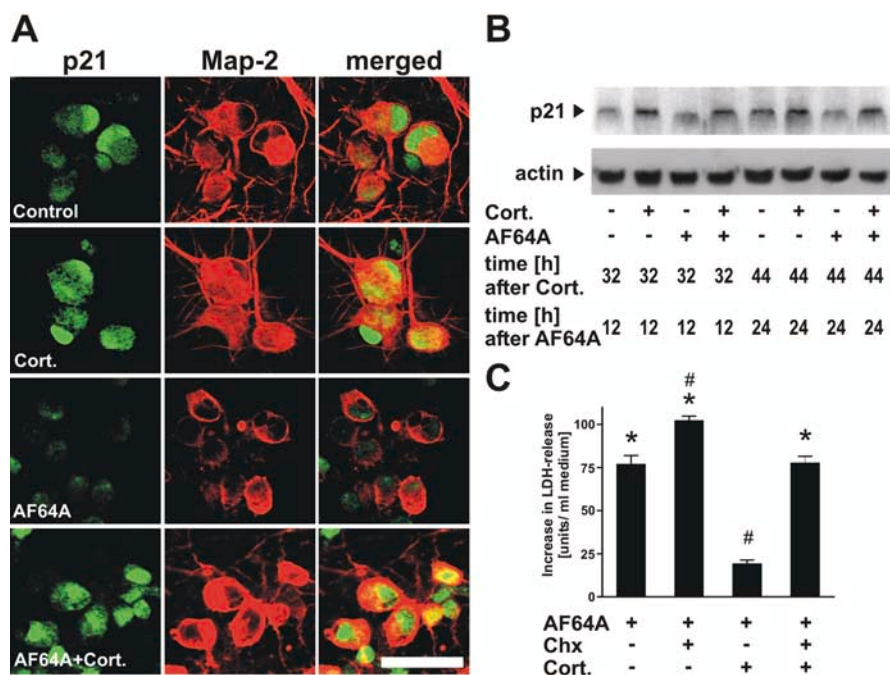 A
p21 Map-2 merged
Control
Cort.
AF64A
AF64A+Cort.
B
p21
actin
Cort. - + - + - + - +
AF64A - - + + - - + +
time [h]
after Cort. 32 32 32 32 44 44 44 44
time [h]
after AF64A 12 12 12 12 24 24 24 24
C
Increase in LDH-release
[units/ ml medium]
100
75
50
25
0
* # * # *
AF64A + + + +
Chx - + - +
Cort. - - + +